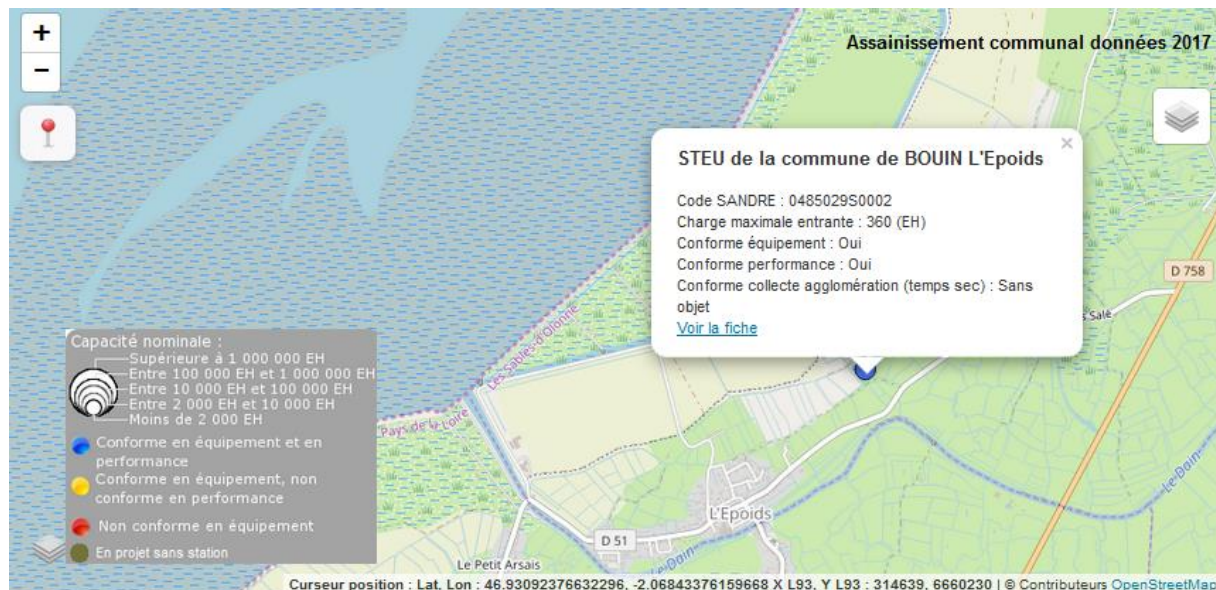 +
Assainissement communal données 2017
−
STEU de la commune de BOUIN L'Epoids
×
Code SANDRE : 0485029S0002
Charge maximale entrante : 360 (EH)
Conforme équipement : Oui
Conforme performance : Oui
Conforme collecte agglomération (temps sec) : Sans
objet
Voir la fiche
D 758
s Salé
Les Sables-d'Olonne
Pays de la Loire
Capacité nominale :
Supérieure à 1 000 000 EH
Entre 100 000 EH et 1 000 000 EH
Entre 10 000 EH et 100 000 EH
Entre 2 000 EH et 10 000 EH
Moins de 2 000 EH
Conforme en équipement et en
performance
Conforme en équipement, non
conforme en performance
Non conforme en équipement
En projet sans station
Le Dain
L'Epoids
D 51
Le Dain
Le Petit Arsais
Curseur position : Lat, Lon : 46.93092376632296, -2.06843376159668 X L93, Y L93 : 314639, 6660230 | © Contributeurs OpenStreetMap